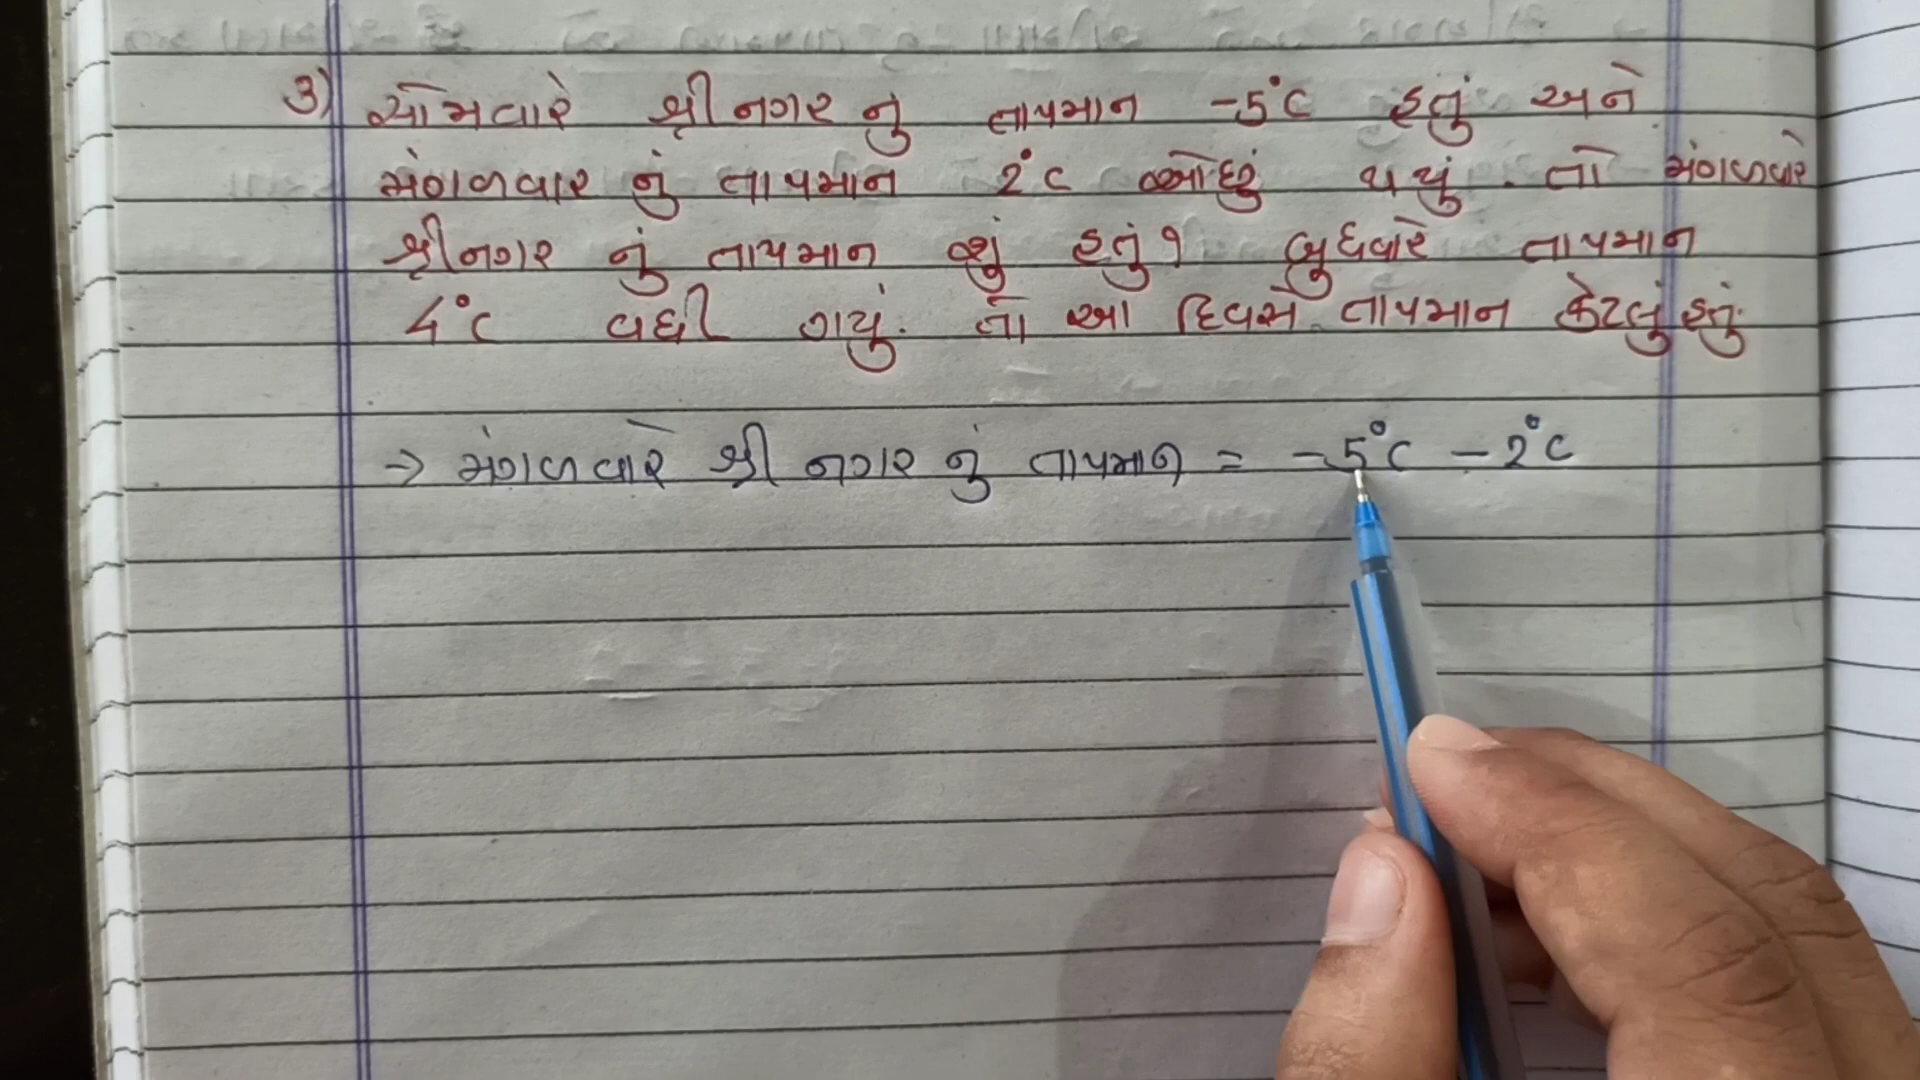 3) સોમવારે શ્રીનગર નું તાપમાન -5°C હતું અને
મંગળવાર નું તાપમાન 2°C ઓછું થયું. તો મંગળવારે
શ્રીનગર નું તાપમાન શું હતું? બુધવારે તાપમાન
4°C વધી ગયું. તો આ દિવસે તાપમાન કેટલું હતું.
→ મંગળવારે શ્રીનગર નું તાપમાન = -5°C - 2°C